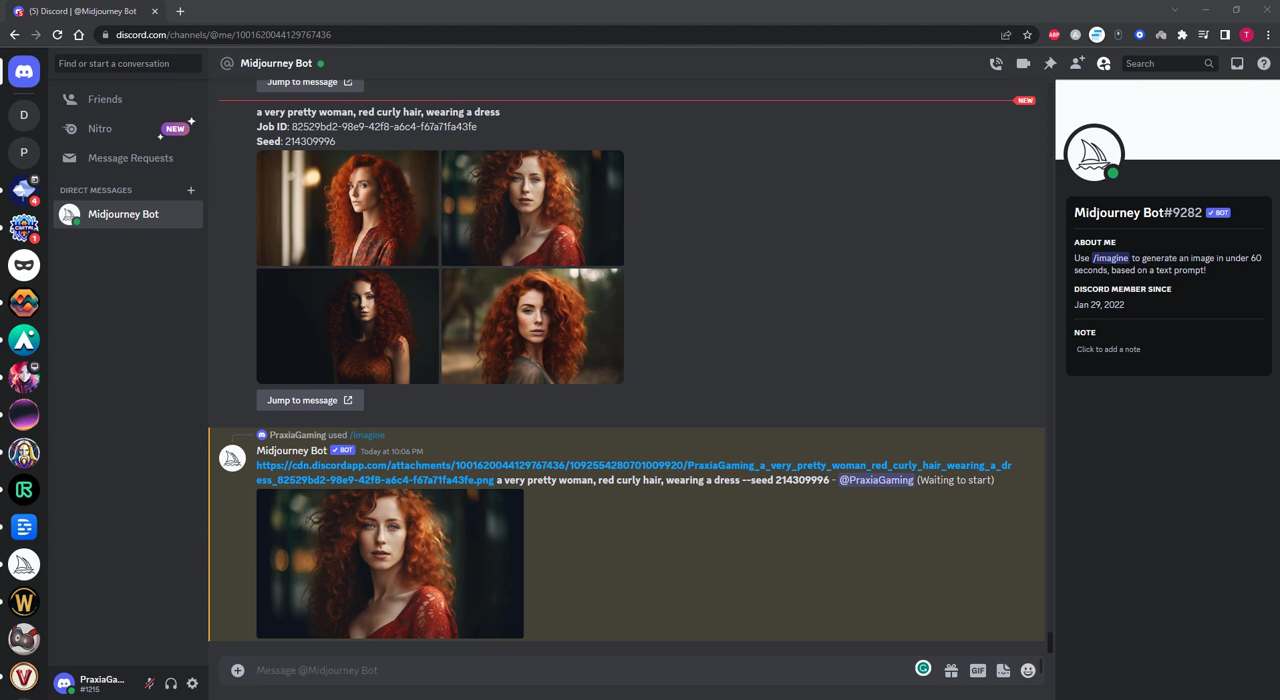 (5) Discord | @Midjourney Bot
discord.com/channels/@me/1001620044129767436
ABP
T
Find or start a conversation
Midjourney Bot
Search
Friends
Nitro
NEW
Message Requests
DIRECT MESSAGES
Midjourney Bot
D
P
4
1
W
V
Jump to message
NEW
a very pretty woman, red curly hair, wearing a dress
Job ID: 82529bd2-98e9-42f8-a6c4-f67a71fa43fe
Seed: 214309996
Jump to message
PraxiaGaming used /imagine
Midjourney Bot BOT Today at 10:06 PM
https://cdn.discordapp.com/attachments/1001620044129767436/1092554280701009920/PraxiaGaming_a_very_pretty_woman_red_curly_hair_wearing_a_dr
ess_82529bd2-98e9-42f8-a6c4-f67a71fa43fe.png a very pretty woman, red curly hair, wearing a dress --seed 214309996 - @PraxiaGaming (Waiting to start)
Message @Midjourney Bot
GIF
PraxiaGa...
#1215
Midjourney Bot#9282 BOT
ABOUT ME
Use /imagine to generate an image in under 60
seconds, based on a text prompt!
DISCORD MEMBER SINCE
Jan 29, 2022
NOTE
Click to add a note